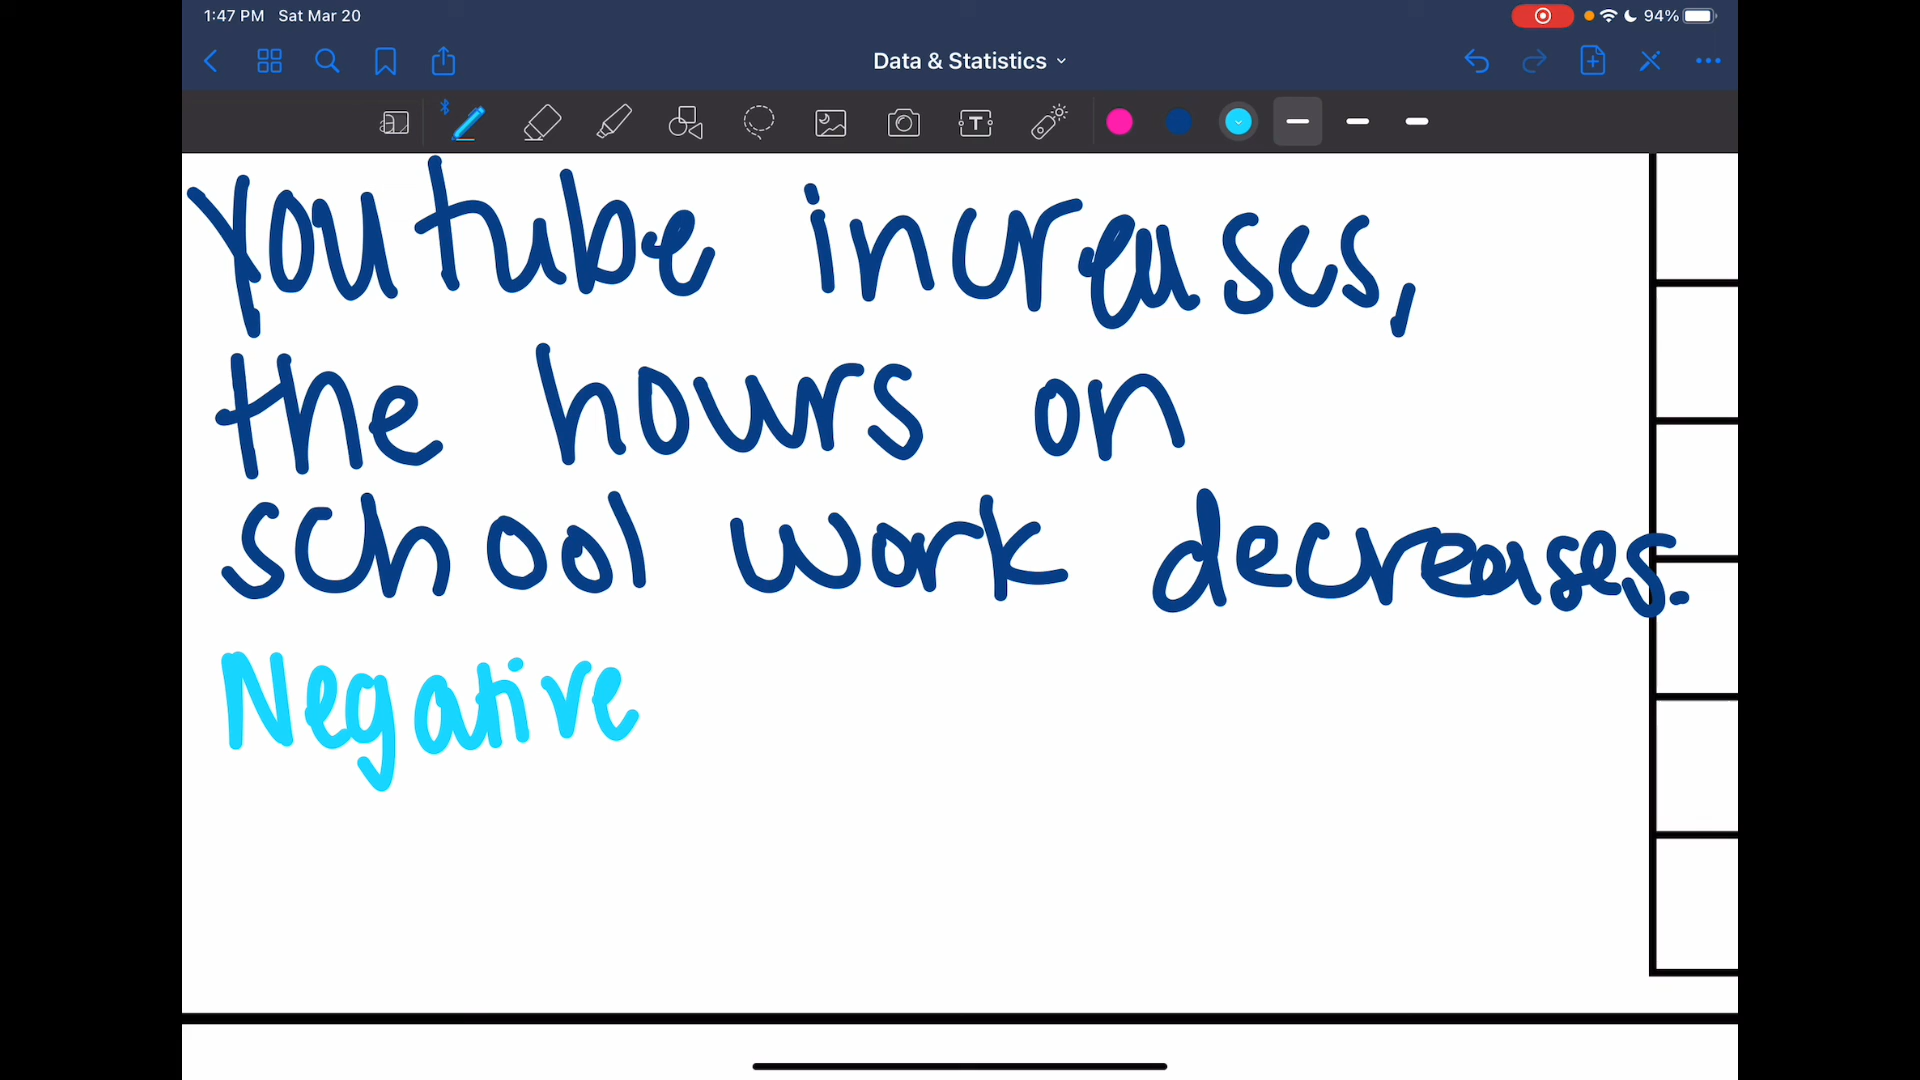 1:47 PM Sat Mar 20 94%
Data & Statistics
T
Youtube increases,
the hours on
school work decreases.
Negative